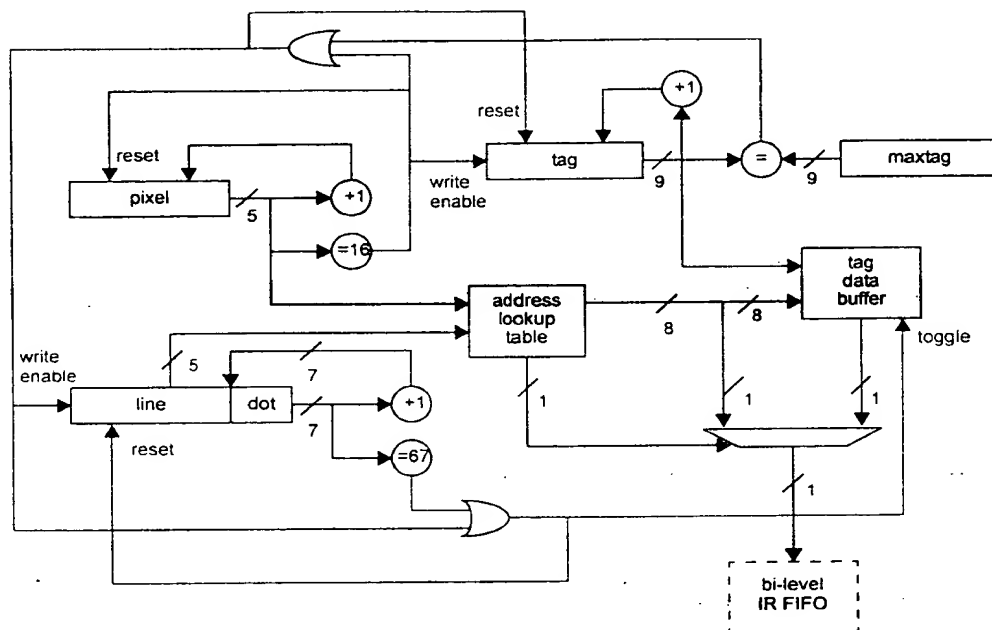 reset
+1
tag
=
maxtag
9
9
write
enable
reset
pixel
5
+1
=16
address
lookup
table
8
8
tag
data
buffer
toggle
write
enable
5
7
line
dot
7
+1
reset
=67
1
1
1
1
bi-level
IR FIFO